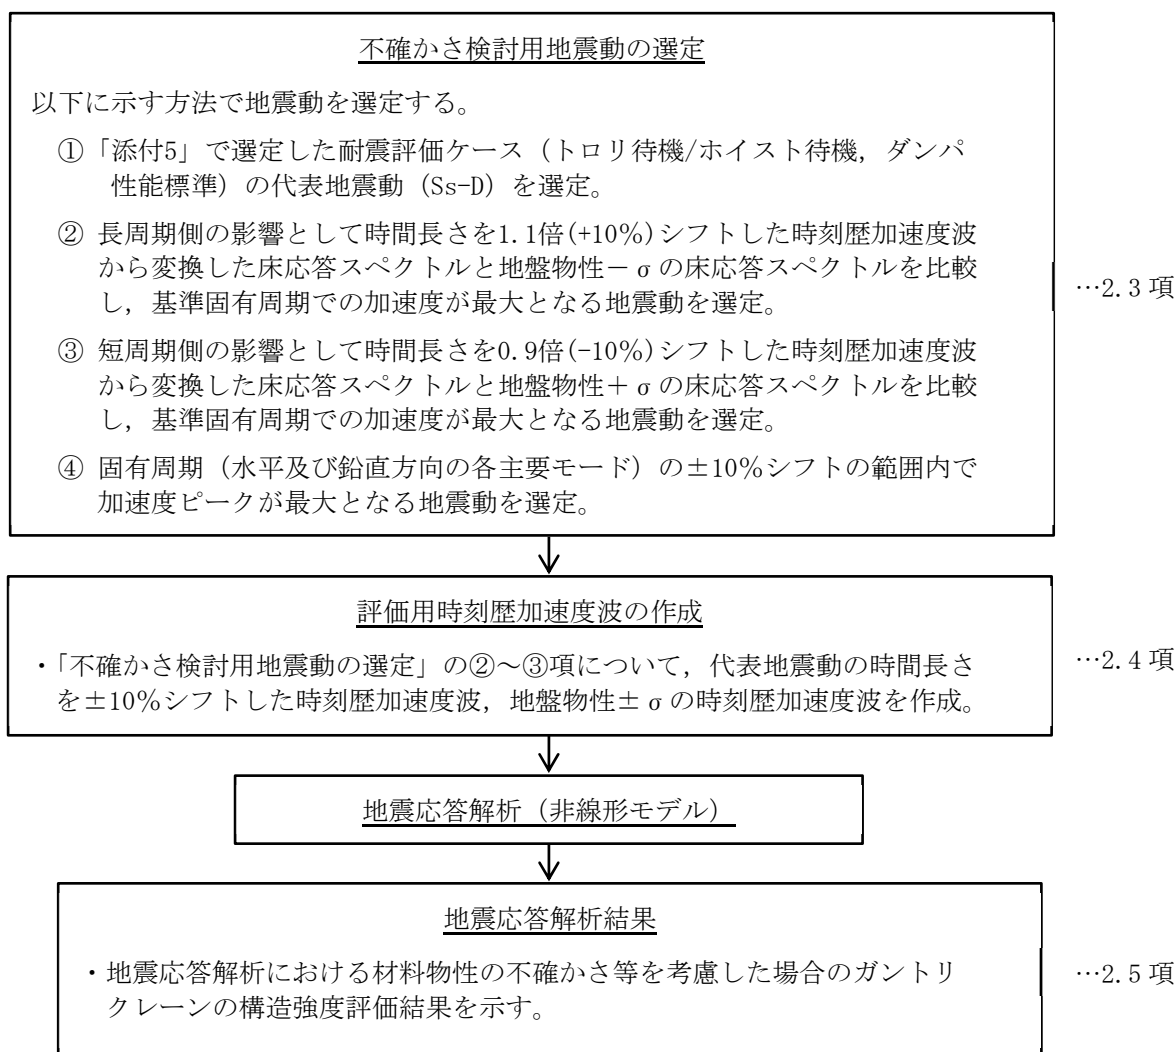 不確かさ検討用地震動の選定
以下に示す方法で地震動を選定する。
①「添付5」で選定した耐震評価ケース（トロリ待機/ホイスト待機，ダンパ
性能標準）の代表地震動（Ss-D）を選定。
② 長周期側の影響として時間長さを1.1倍(+10%)シフトした時刻歴加速度波
から変換した床応答スペクトルと地盤物性－σの床応答スペクトルを比較
し，基準固有周期での加速度が最大となる地震動を選定。
…2.3項
③ 短周期側の影響として時間長さを0.9倍(-10%)シフトした時刻歴加速度波
から変換した床応答スペクトルと地盤物性＋σの床応答スペクトルを比較
し，基準固有周期での加速度が最大となる地震動を選定。
④ 固有周期（水平及び鉛直方向の各主要モード）の±10%シフトの範囲内で
加速度ピークが最大となる地震動を選定。
評価用時刻歴加速度波の作成
・「不確かさ検討用地震動の選定」の②～③項について，代表地震動の時間長さ
を±10%シフトした時刻歴加速度波，地盤物性±σの時刻歴加速度波を作成。
…2.4項
地震応答解析（非線形モデル）
地震応答解析結果
・地震応答解析における材料物性の不確かさ等を考慮した場合のガントリ
クレーンの構造強度評価結果を示す。
…2.5項